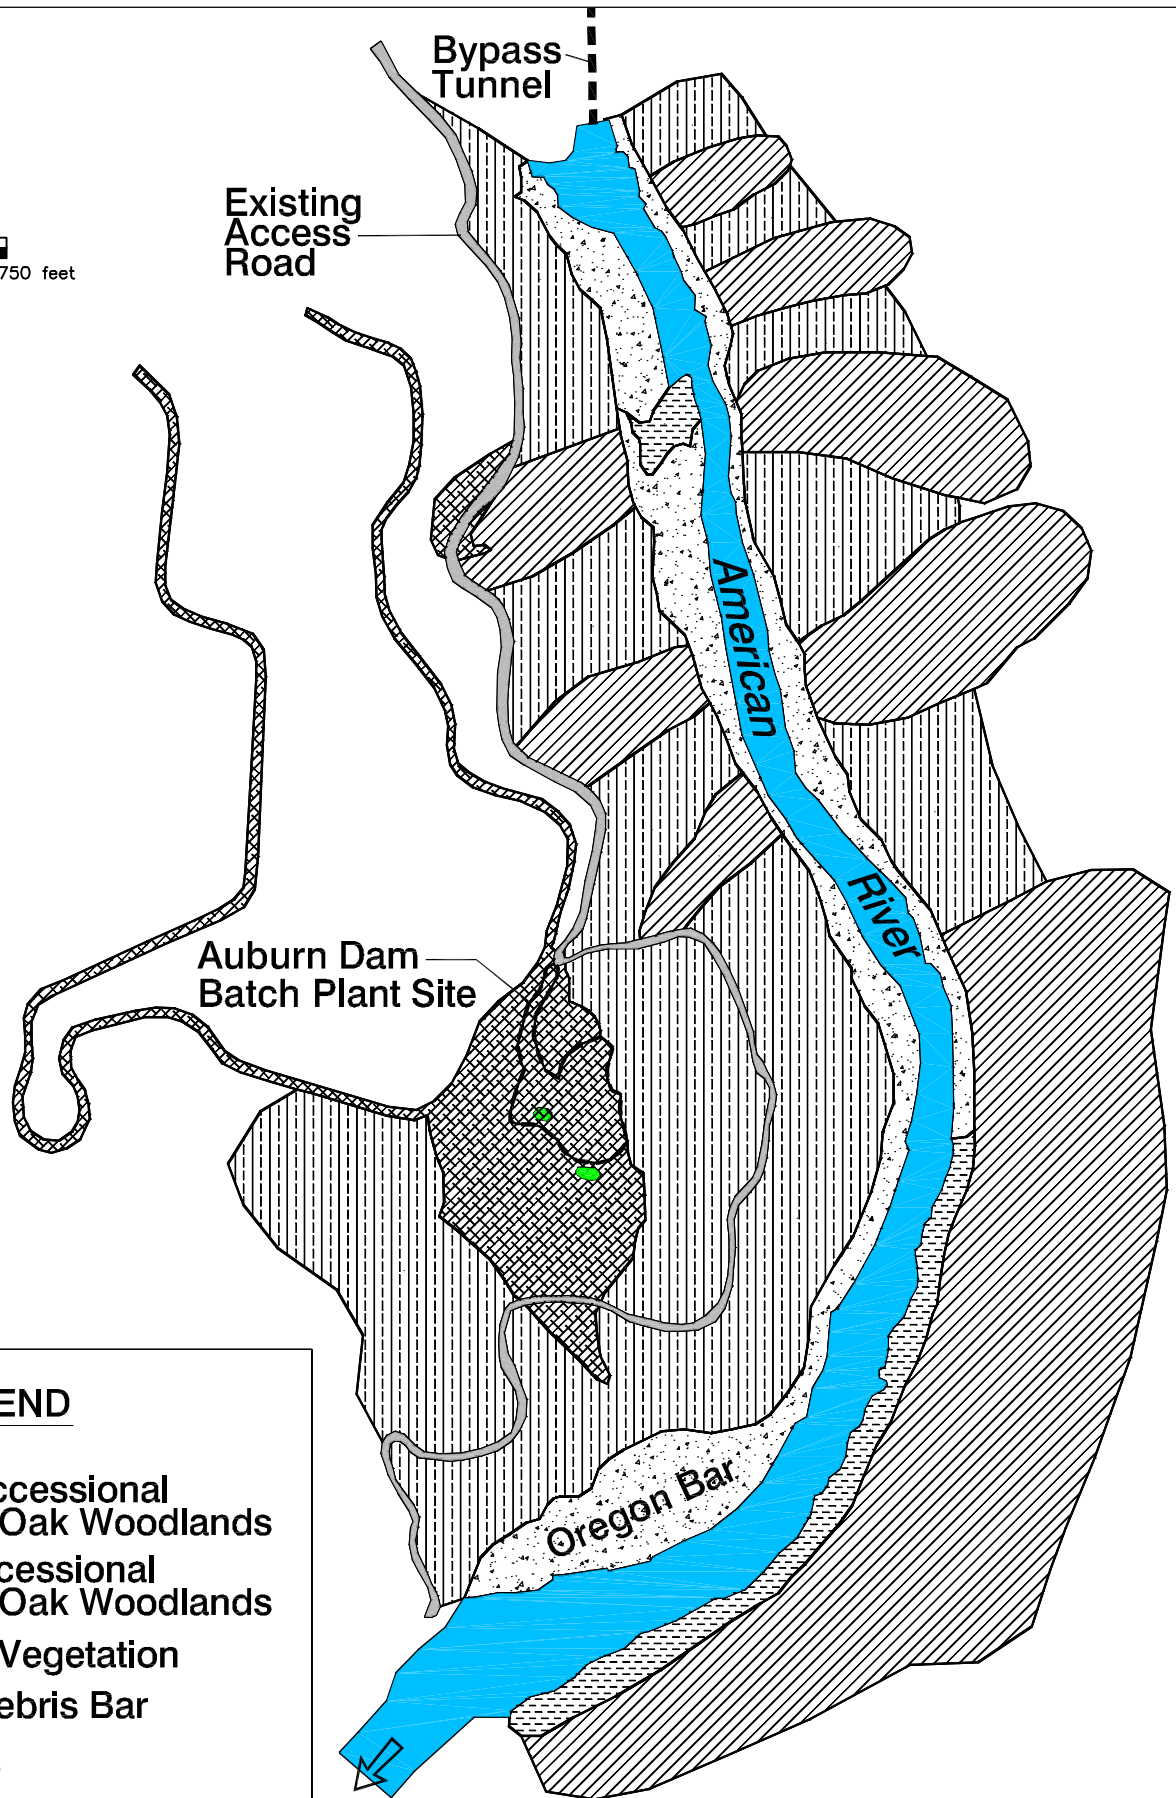 Bypass
Tunnel
Existing
Access
Road
750 feet
American
River
Auburn Dam
Batch Plant Site
Oregon Bar
END
ccessional
Oak Woodlands
cessional
Oak Woodlands
Vegetation
ebris Bar